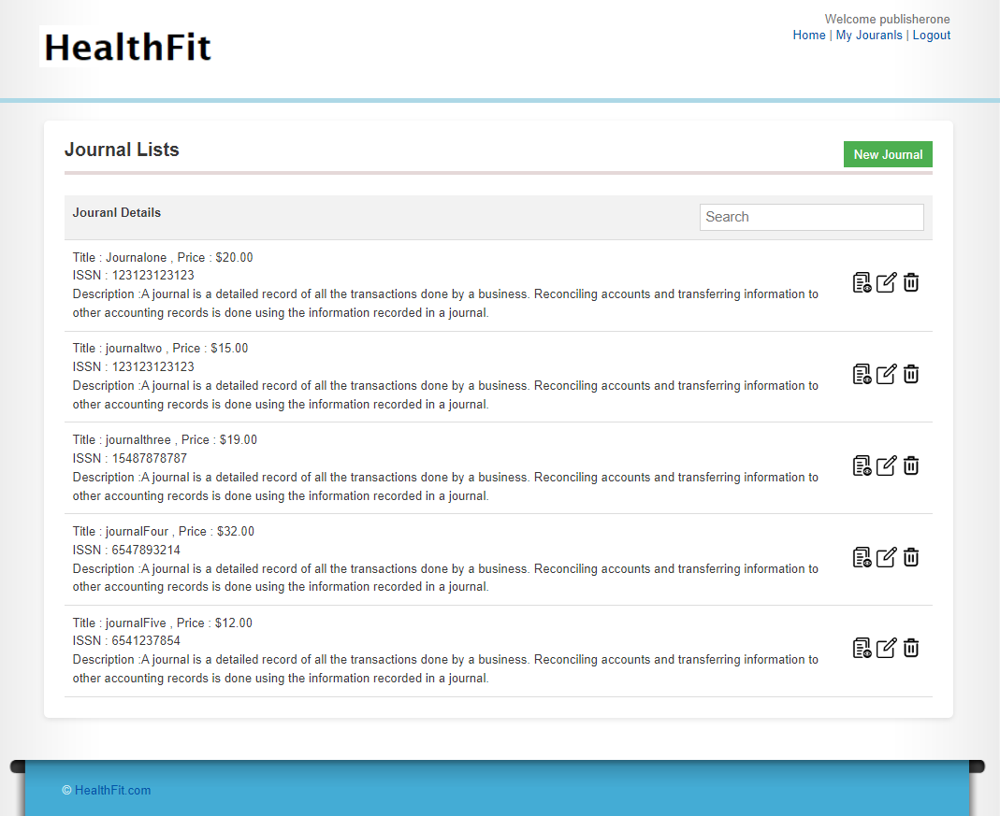 HealthFit
Welcome publisherone
Home | My Jouranls | Logout
Journal Lists
New Journal
Jouranl Details
Search
Title : Journalone , Price : $20.00
ISSN : 123123123123
Description :A journal is a detailed record of all the transactions done by a business. Reconciling accounts and transferring information to
other accounting records is done using the information recorded in a journal.
Title : journaltwo , Price : $15.00
ISSN : 123123123123
Description :A journal is a detailed record of all the transactions done by a business. Reconciling accounts and transferring information to
other accounting records is done using the information recorded in a journal.
Title : journalthree , Price : $19.00
ISSN : 15487878787
Description :A journal is a detailed record of all the transactions done by a business. Reconciling accounts and transferring information to
other accounting records is done using the information recorded in a journal.
Title : journalFour , Price : $32.00
ISSN : 6547893214
Description :A journal is a detailed record of all the transactions done by a business. Reconciling accounts and transferring information to
other accounting records is done using the information recorded in a journal.
Title : journalFive , Price : $12.00
ISSN : 6541237854
Description :A journal is a detailed record of all the transactions done by a business. Reconciling accounts and transferring information to
other accounting records is done using the information recorded in a journal.
© HealthFit.com